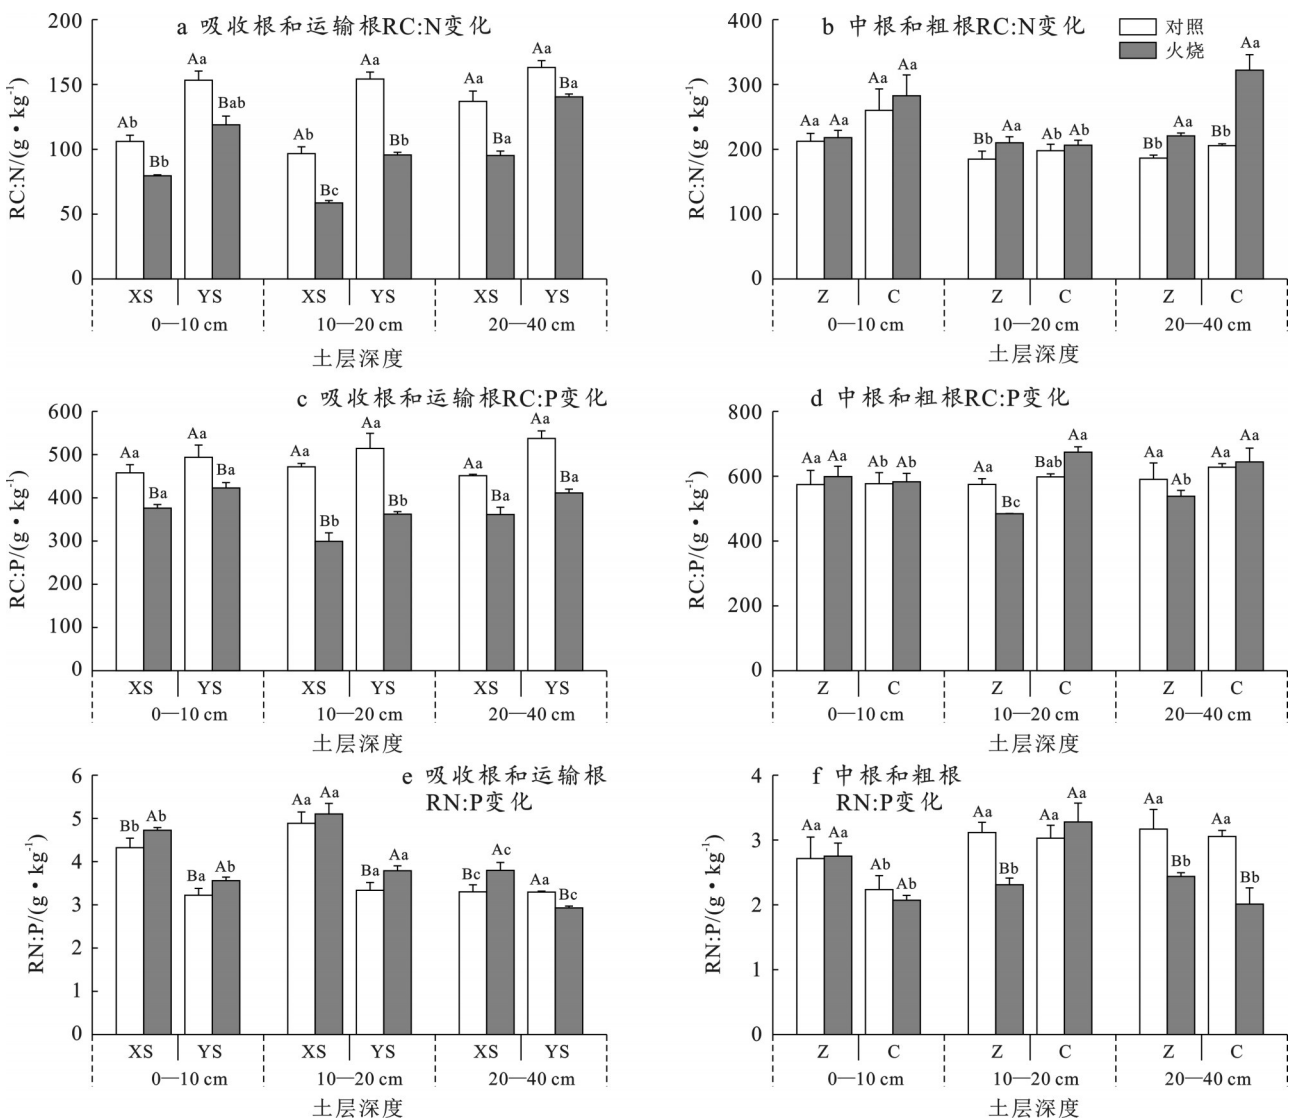 a 吸收根和运输根RC:N变化
RC:N/(g•kg⁻¹)
200
150
100
50
0
Ab Bb Aa Bab Ab Bc Aa Bb Aa Bb Aa Ba
XS YS XS YS XS YS
0—10 cm 10—20 cm 20—40 cm
土层深度
b 中根和粗根RC:N变化
对照
火烧
RC:N/(g•kg⁻¹)
400
300
200
100
0
Aa Aa Aa Aa Bb Aa Ab Ab Bb Aa Bb Aa
Z C Z C Z C
0—10 cm 10—20 cm 20—40 cm
土层深度
c 吸收根和运输根RC:P变化
RC:P/(g•kg⁻¹)
600
500
400
300
200
100
0
Aa Ba Aa Ba Aa Bb Aa Bb Aa Ba Aa Ba
XS YS XS YS XS YS
0—10 cm 10—20 cm 20—40 cm
土层深度
d 中根和粗根RC:P变化
RC:P/(g•kg⁻¹)
800
600
400
200
0
Aa Aa Ab Ab Aa Bc Bab Aa Aa Ab Aa Aa
Z C Z C Z C
0—10 cm 10—20 cm 20—40 cm
土层深度
e 吸收根和运输根
RN:P变化
RN:P/(g•kg⁻¹)
6
5
4
3
2
1
0
Bb Ab Ba Ab Aa Aa Ba Aa Bc Ac Aa Bc
XS YS XS YS XS YS
0—10 cm 10—20 cm 20—40 cm
土层深度
f 中根和粗根
RN:P变化
RN:P/(g•kg⁻¹)
4
3
2
1
0
Aa Aa Ab Ab Aa Bb Aa Aa Aa Bb Aa Bb
Z C Z C Z C
0—10 cm 10—20 cm 20—40 cm
土层深度